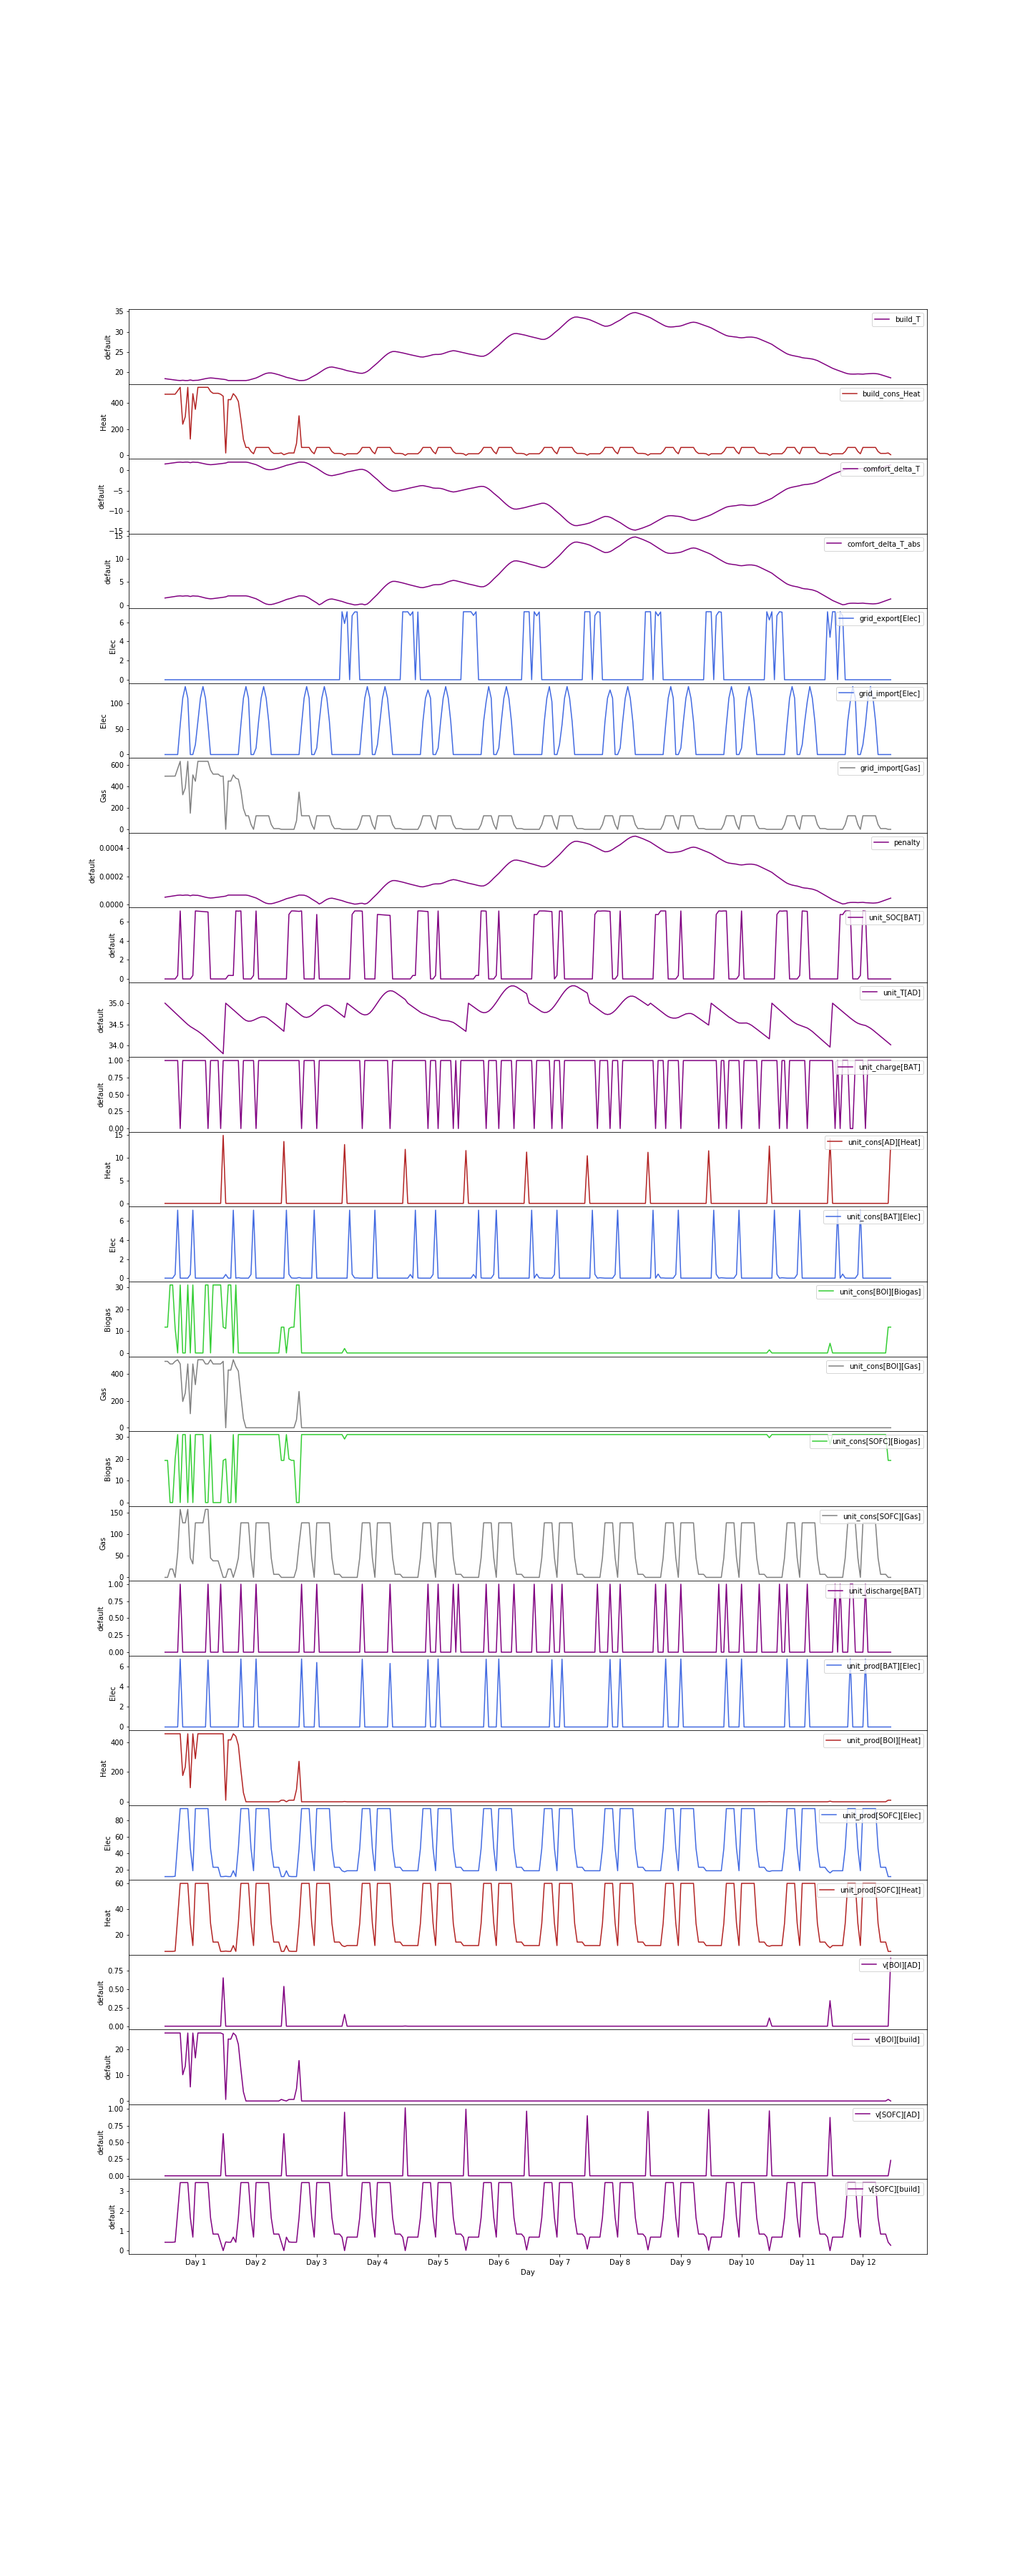 35
30
25
20
default
build_T
400
200
0
Heat
build_cons_Heat
0
−5
−10
−15
default
comfort_delta_T
15
10
5
0
default
comfort_delta_T_abs
6
4
2
0
Elec
grid_export[Elec]
100
50
0
Elec
grid_import[Elec]
600
400
200
0
Gas
grid_import[Gas]
0.0004
0.0002
0.0000
default
penalty
6
4
2
0
default
unit_SOC[BAT]
35.0
34.5
34.0
default
unit_T[AD]
1.00
0.75
0.50
0.25
0.00
default
unit_charge[BAT]
15
10
5
0
Heat
unit_cons[AD][Heat]
6
4
2
0
Elec
unit_cons[BAT][Elec]
30
20
10
0
Biogas
unit_cons[BOI][Biogas]
400
200
0
Gas
unit_cons[BOI][Gas]
30
20
10
0
Biogas
unit_cons[SOFC][Biogas]
150
100
50
0
Gas
unit_cons[SOFC][Gas]
1.00
0.75
0.50
0.25
0.00
default
unit_discharge[BAT]
6
4
2
0
Elec
unit_prod[BAT][Elec]
400
200
0
Heat
unit_prod[BOI][Heat]
80
60
40
20
Elec
unit_prod[SOFC][Elec]
60
40
20
Heat
unit_prod[SOFC][Heat]
0.75
0.50
0.25
0.00
default
v[BOI][AD]
20
10
0
default
v[BOI][build]
1.00
0.75
0.50
0.25
0.00
default
v[SOFC][AD]
3
2
1
0
default
v[SOFC][build]
Day 1 Day 2 Day 3 Day 4 Day 5 Day 6 Day 7 Day 8 Day 9 Day 10 Day 11 Day 12
Day